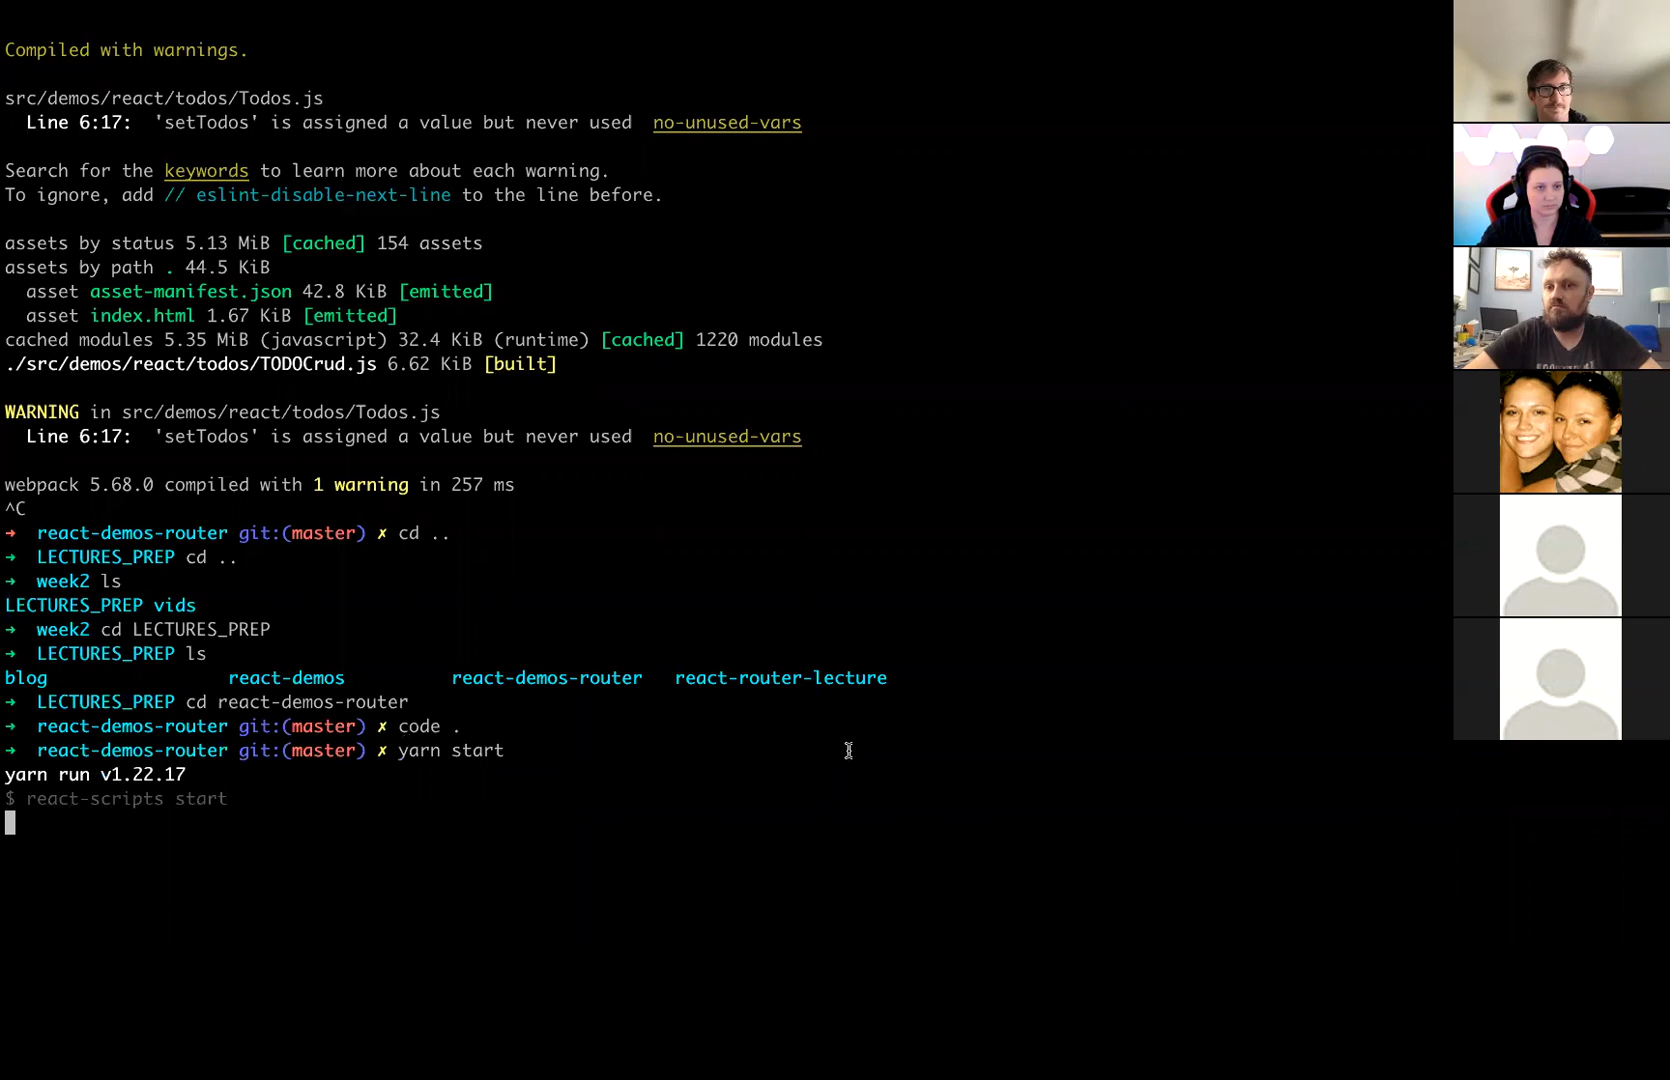 Compiled with warnings.
src/demos/react/todos/Todos.js
Line 6:17:  'setTodos' is assigned a value but never used  no-unused-vars
Search for the keywords to learn more about each warning.
To ignore, add // eslint-disable-next-line to the line before.
assets by status 5.13 MiB [cached] 154 assets
assets by path . 44.5 KiB
asset asset-manifest.json 42.8 KiB [emitted]
asset index.html 1.67 KiB [emitted]
cached modules 5.35 MiB (javascript) 32.4 KiB (runtime) [cached] 1220 modules
./src/demos/react/todos/TODOCrud.js 6.62 KiB [built]
WARNING in src/demos/react/todos/Todos.js
Line 6:17:  'setTodos' is assigned a value but never used  no-unused-vars
webpack 5.68.0 compiled with 1 warning in 257 ms
^C
➜  react-demos-router git:(master) ✗ cd ..
➜  LECTURES_PREP cd ..
➜  week2 ls
LECTURES_PREP vids
➜  week2 cd LECTURES_PREP
➜  LECTURES_PREP ls
blog react-demos react-demos-router react-router-lecture
➜  LECTURES_PREP cd react-demos-router
➜  react-demos-router git:(master) ✗ code .
➜  react-demos-router git:(master) ✗ yarn start
yarn run v1.22.17
$ react-scripts start